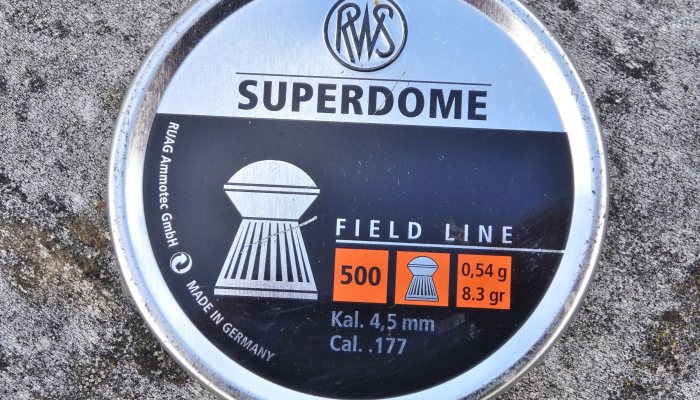 RWS
SUPERDOME
RUAG Ammotec GmbH
MADE IN GERMANY
FIELD LINE
500
0,54 g
8.3 gr
Kal. 4,5 mm
Cal. .177